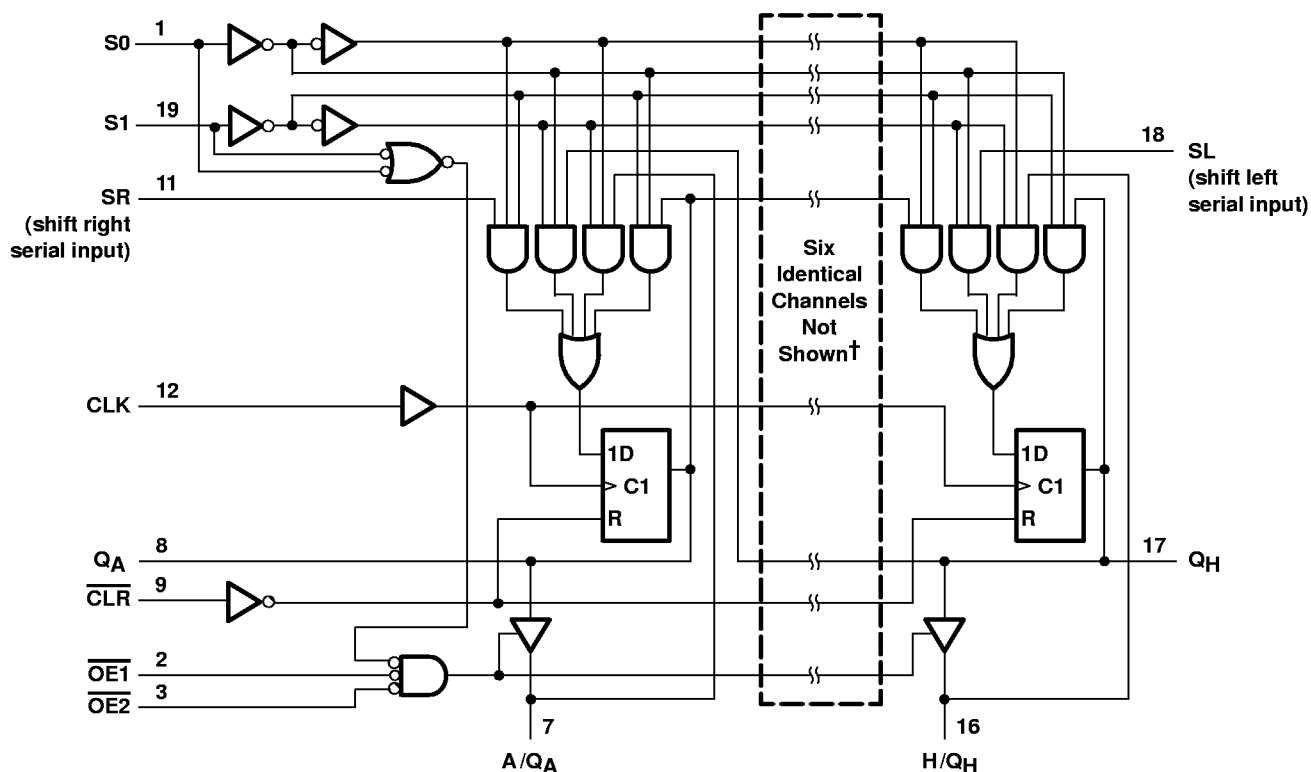 S0 1
S1 19
SR 11
(shift right
serial input)
18 SL
(shift left
serial input)
Six
Identical
Channels
Not
Shown†
CLK 12
1D
C1
R
1D
C1
R
QA 8
17 QH
CLR 9
OE1 2
OE2 3
7
A/QA
16
H/QH